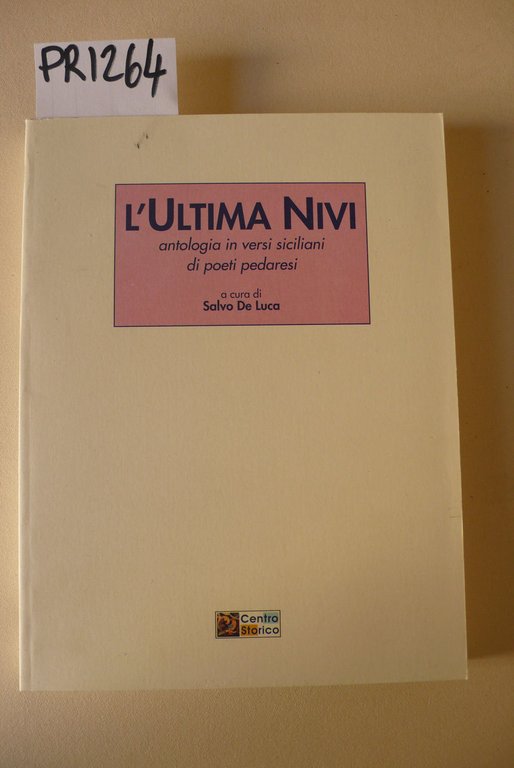 PR1264
L'ULTIMA NIVI
antologia in versi siciliani
di poeti pedaresi
a cura di
Salvo De Luca
Centro
Storico